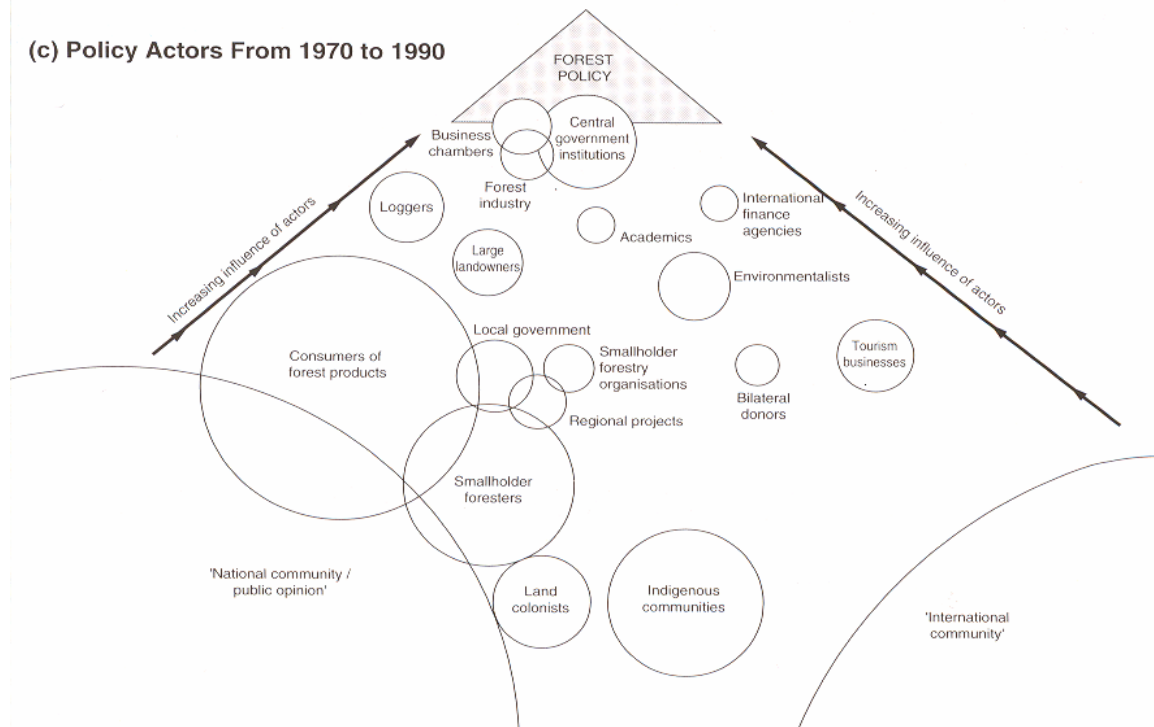 (c) Policy Actors From 1970 to 1990
FOREST
POLICY
Business
chambers
Central
government
institutions
Forest
industry
Loggers
International
finance
agencies
Academics
Large
landowners
Environmentalists
Increasing influence of actors
Increasing influence of actors
Local government
Consumers of
forest products
Smallholder
forestry
organisations
Tourism
businesses
Bilateral
donors
Regional projects
Smallholder
foresters
'National community /
public opinion'
Land
colonists
Indigenous
communities
'International
community'